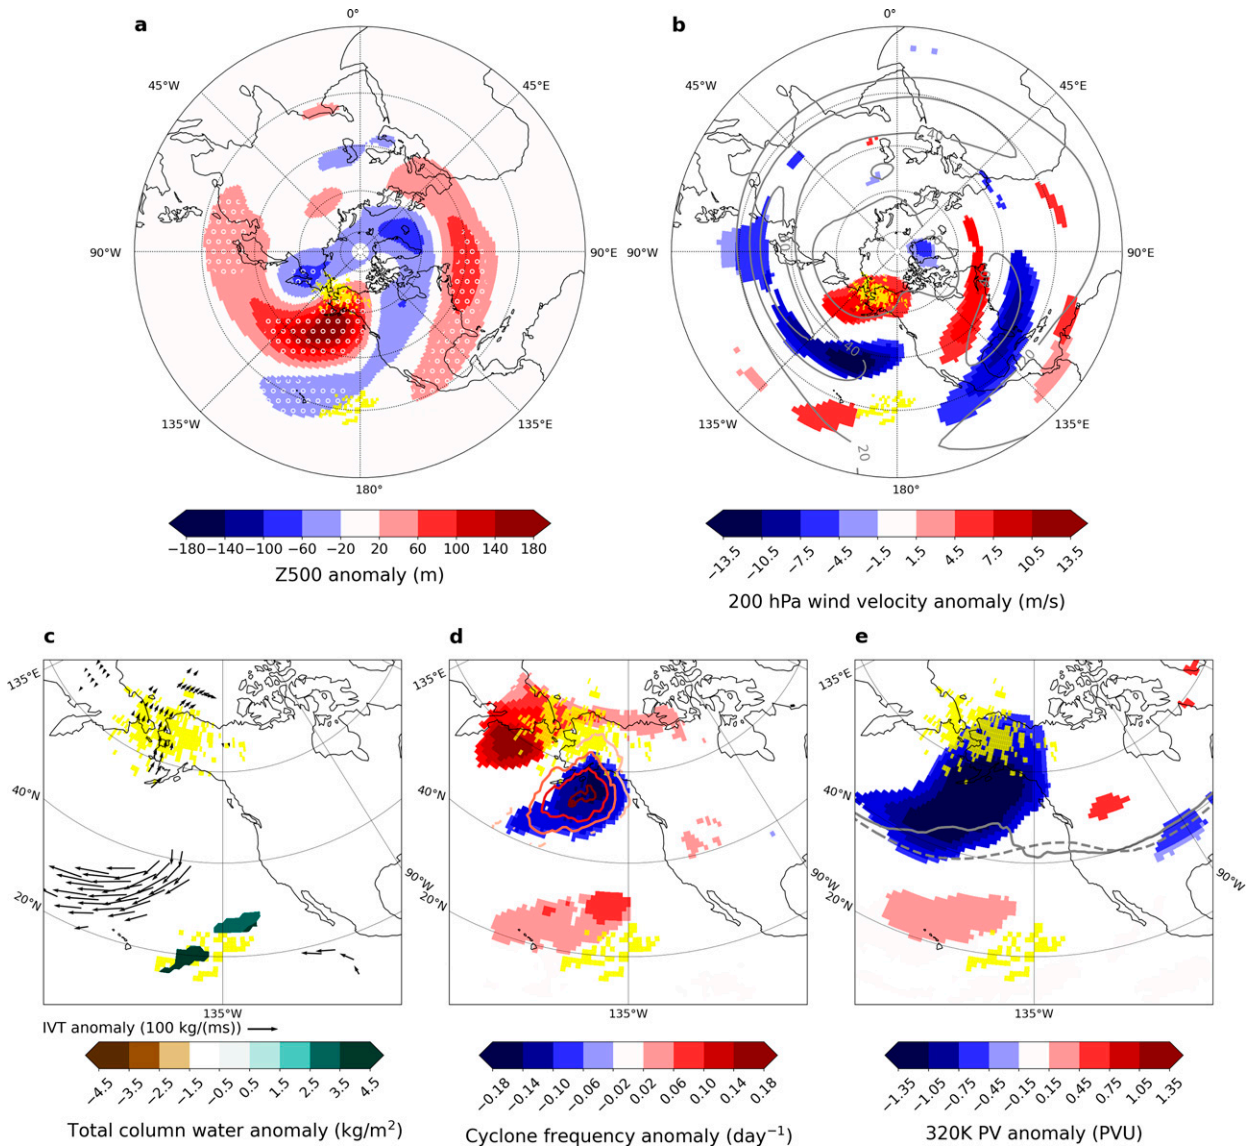 a
b
0°
0°
45°W
45°E
45°W
45°E
90°W
90°E
90°W
90°E
40
40
20
135°W
135°E
135°W
135°E
180°
180°
−180 −140 −100 −60 −20 20 60 100 140 180
Z500 anomaly (m)
−13.5 −10.5 −7.5 −4.5 −1.5 1.5 4.5 7.5 10.5 13.5
200 hPa wind velocity anomaly (m/s)
c
d
e
135°E
135°E
135°E
40°N
40°N
40°N
20°N
20°N
20°N
90°W
90°W
90°W
135°W
135°W
135°W
IVT anomaly (100 kg/(ms))
−4.5 −3.5 −2.5 −1.5 −0.5 0.5 1.5 2.5 3.5 4.5
Total column water anomaly (kg/m²)
−0.18 −0.14 −0.10 −0.06 −0.02 0.02 0.06 0.10 0.14 0.18
Cyclone frequency anomaly (day⁻¹)
−1.35 −1.05 −0.75 −0.45 −0.15 0.15 0.45 0.75 1.05 1.35
320K PV anomaly (PVU)